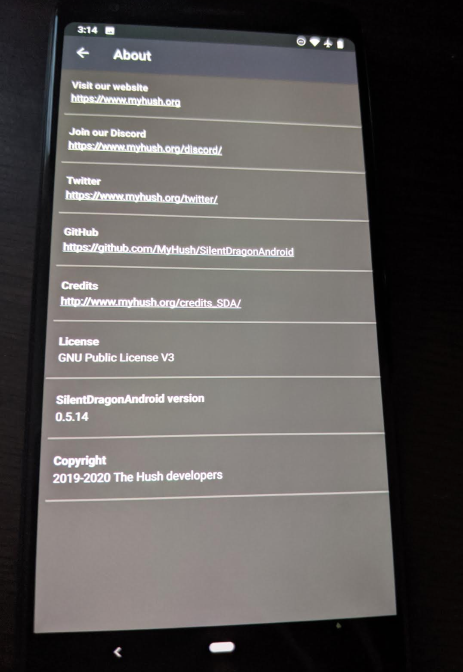 3:14
About
Visit our website
https://www.myhush.org
Join our Discord
https://www.myhush.org/discord/
Twitter
https://www.myhush.org/twitter/
GitHub
https://github.com/MyHush/SilentDragonAndroid
Credits
http://www.myhush.org/credits_SDA/
License
GNU Public License V3
SilentDragonAndroid version
0.5.14
Copyright
2019-2020 The Hush developers